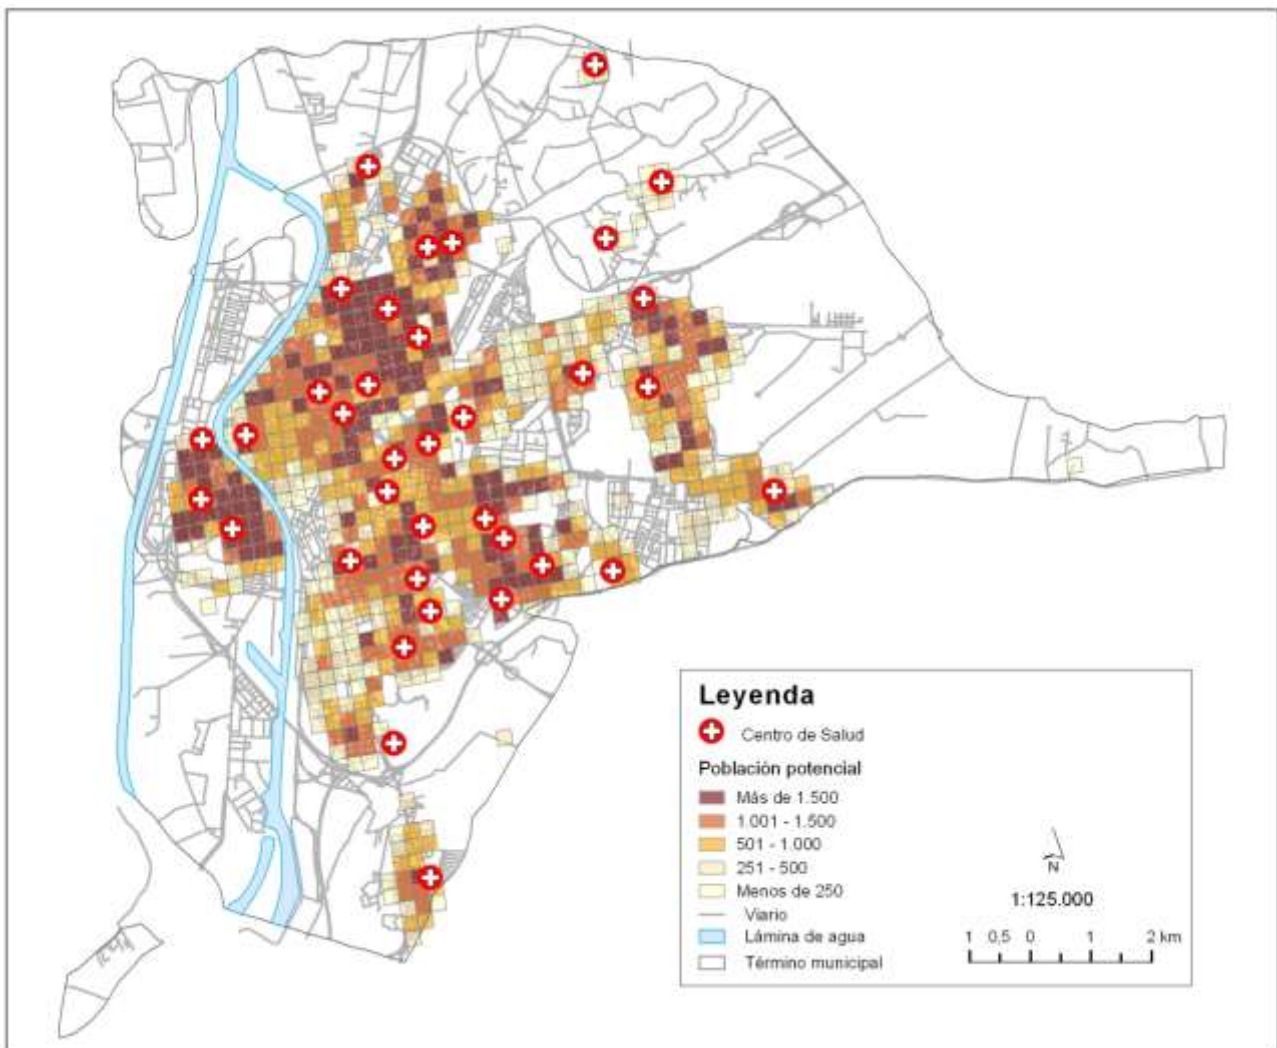 Leyenda
Centro de Salud
Población potencial
Más de 1.500
1.001 - 1.500
501 - 1.000
251 - 500
Menos de 250
Viario
Lámina de agua
Término municipal
N
1:125.000
1 0,5 0 1 2 km